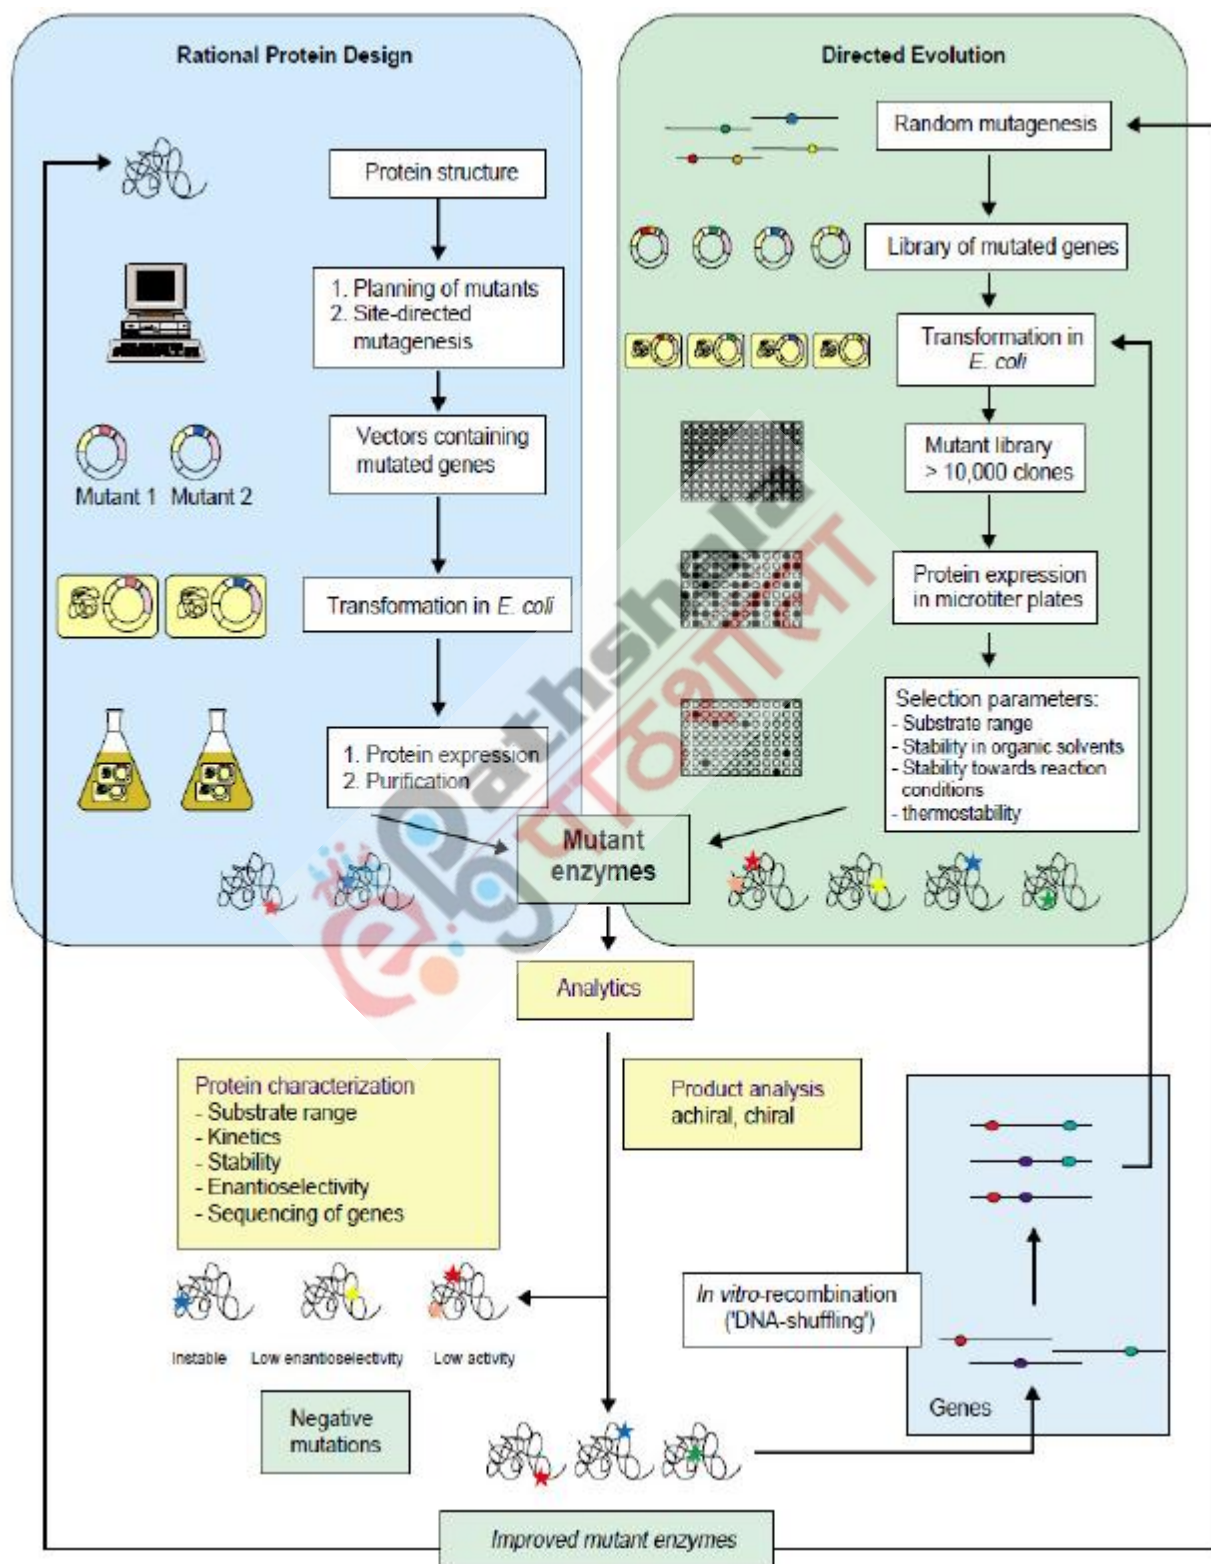 Rational Protein Design
Protein structure
1. Planning of mutants
2. Site-directed
mutagenesis
Vectors containing
mutated genes
Mutant 1 Mutant 2
Transformation in E. coli
1. Protein expression
2. Purification
Directed Evolution
Random mutagenesis
Library of mutated genes
Transformation in
E. coli
Mutant library
> 10,000 clones
Protein expression
in microtiter plates
Selection parameters:
- Substrate range
- Stability in organic solvents
- Stability towards reaction
conditions
- thermostability
Mutant
enzymes
Analytics
Protein characterization
- Substrate range
- Kinetics
- Stability
- Enantioselectivity
- Sequencing of genes
Product analysis
achiral, chiral
Instable Low enantioselectivity Low activity
Negative
mutations
In vitro-recombination
('DNA-shuffling')
Genes
Improved mutant enzymes
Pathshala
पाठशाला